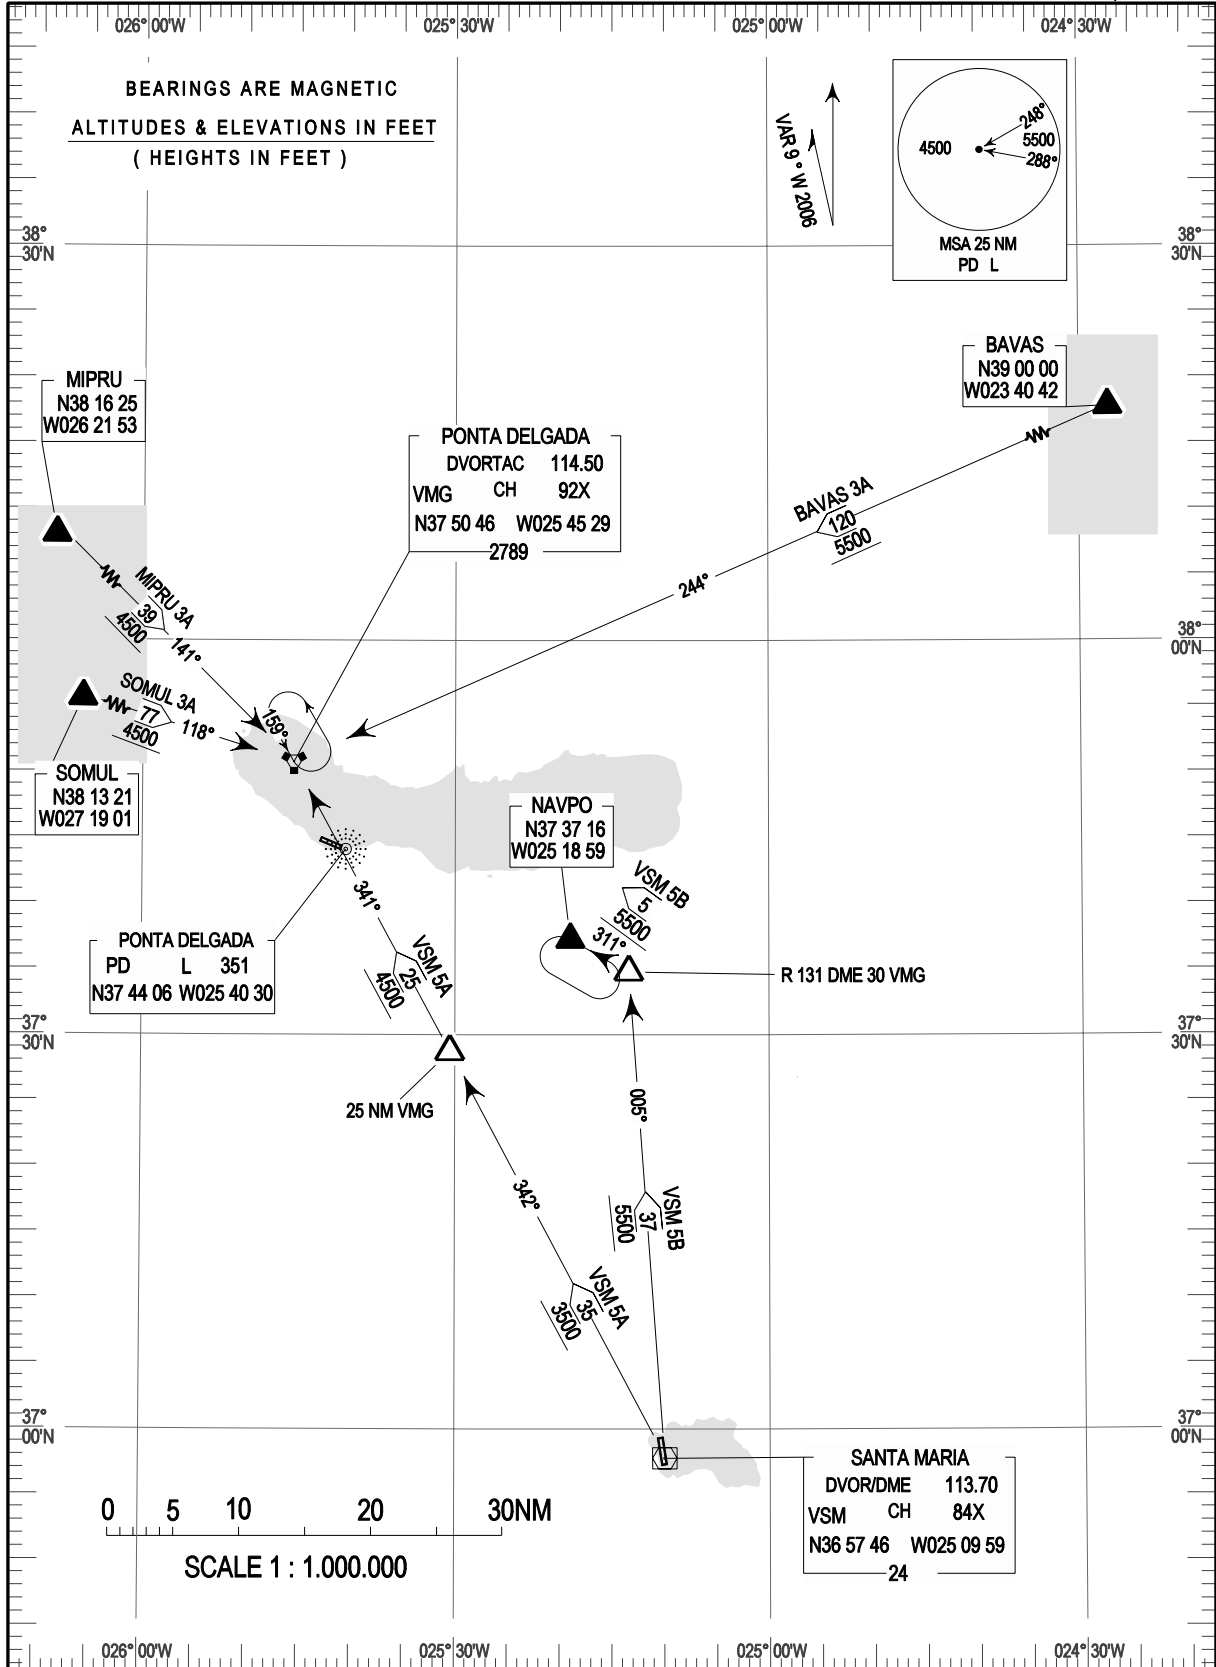 026° 00'W
025° 30'W
025° 00'W
024° 30'W
BEARINGS ARE MAGNETIC
ALTITUDES & ELEVATIONS IN FEET
( HEIGHTS IN FEET )
VAR 9 ° W 2006
248°
4500
5500
288°
MSA 25 NM
PD L
38°
30'N
38°
30'N
BAVAS
N39 00 00
W023 40 42
MIPRU
N38 16 25
W026 21 53
PONTA DELGADA
DVORTAC 114.50
VMG CH 92X
N37 50 46 W025 45 29
2789
BAVAS 3A
120
5500
244°
MIPRU 3A
39
4500
141°
38°
00'N
38°
00'N
SOMUL 3A
77
4500
118°
159°
SOMUL
N38 13 21
W027 19 01
NAVPO
N37 37 16
W025 18 59
VSM 5B
5
5500
311°
341°
PONTA DELGADA
PD L 351
N37 44 06 W025 40 30
VSM 5A
25
4500
R 131 DME 30 VMG
37°
30'N
37°
30'N
25 NM VMG
005°
342°
VSM 5B
37
5500
VSM 5A
35
3500
37°
00'N
37°
00'N
SANTA MARIA
DVOR/DME 113.70
VSM CH 84X
N36 57 46 W025 09 59
24
0 5 10 20 30NM
SCALE 1 : 1.000.000
026° 00'W
025° 30'W
025° 00'W
024° 30'W